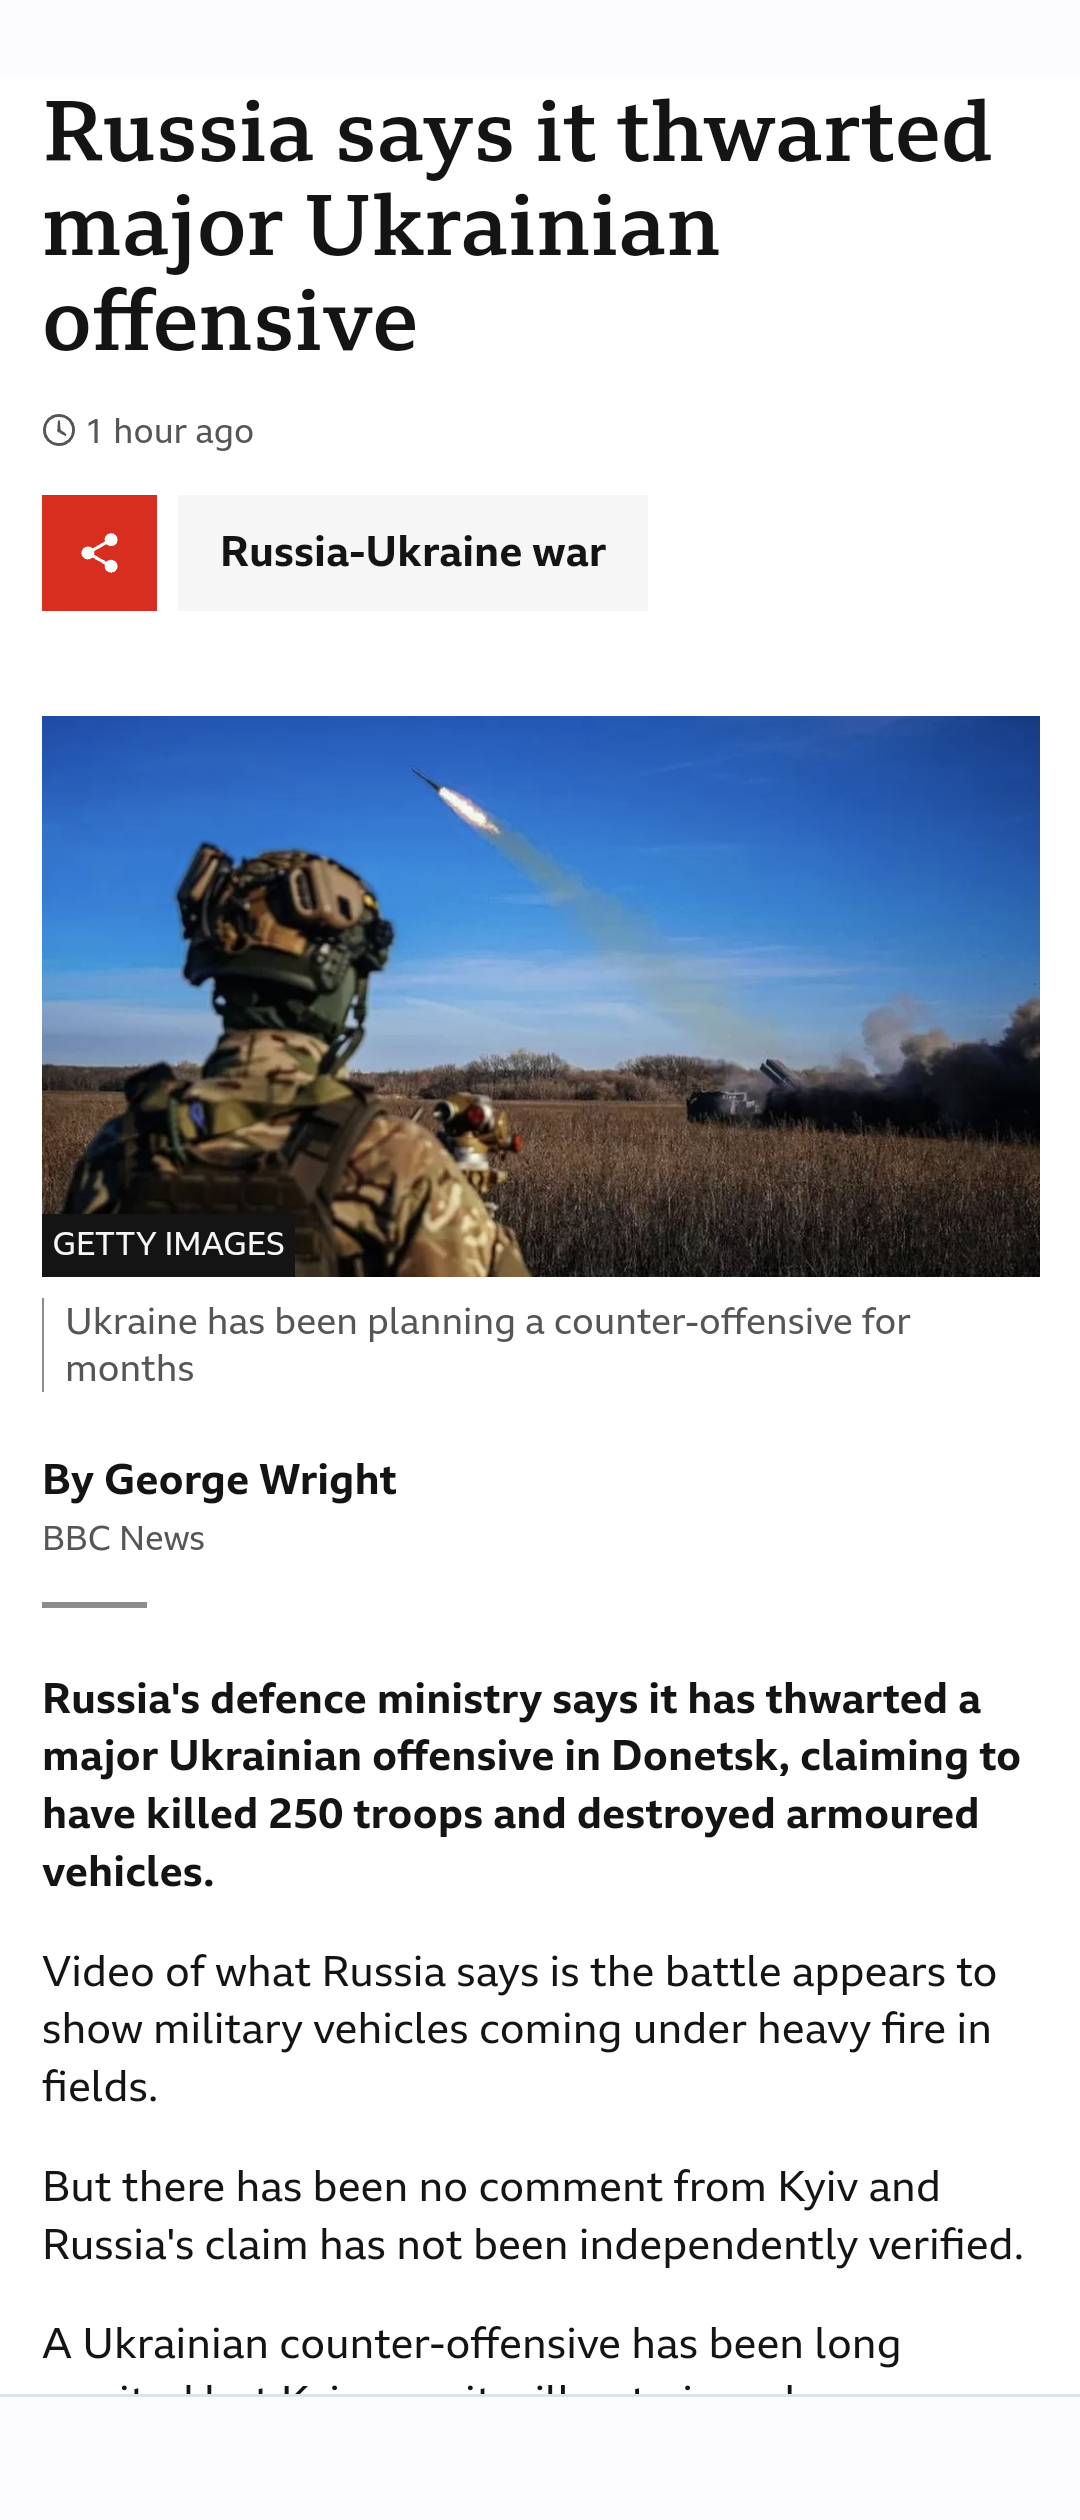 Russia says it thwarted
major Ukrainian
offensive
1 hour ago
Russia-Ukraine war
GETTY IMAGES
Ukraine has been planning a counter-offensive for
months
By George Wright
BBC News
Russia's defence ministry says it has thwarted a
major Ukrainian offensive in Donetsk, claiming to
have killed 250 troops and destroyed armoured
vehicles.
Video of what Russia says is the battle appears to
show military vehicles coming under heavy fire in
fields.
But there has been no comment from Kyiv and
Russia's claim has not been independently verified.
A Ukrainian counter-offensive has been long